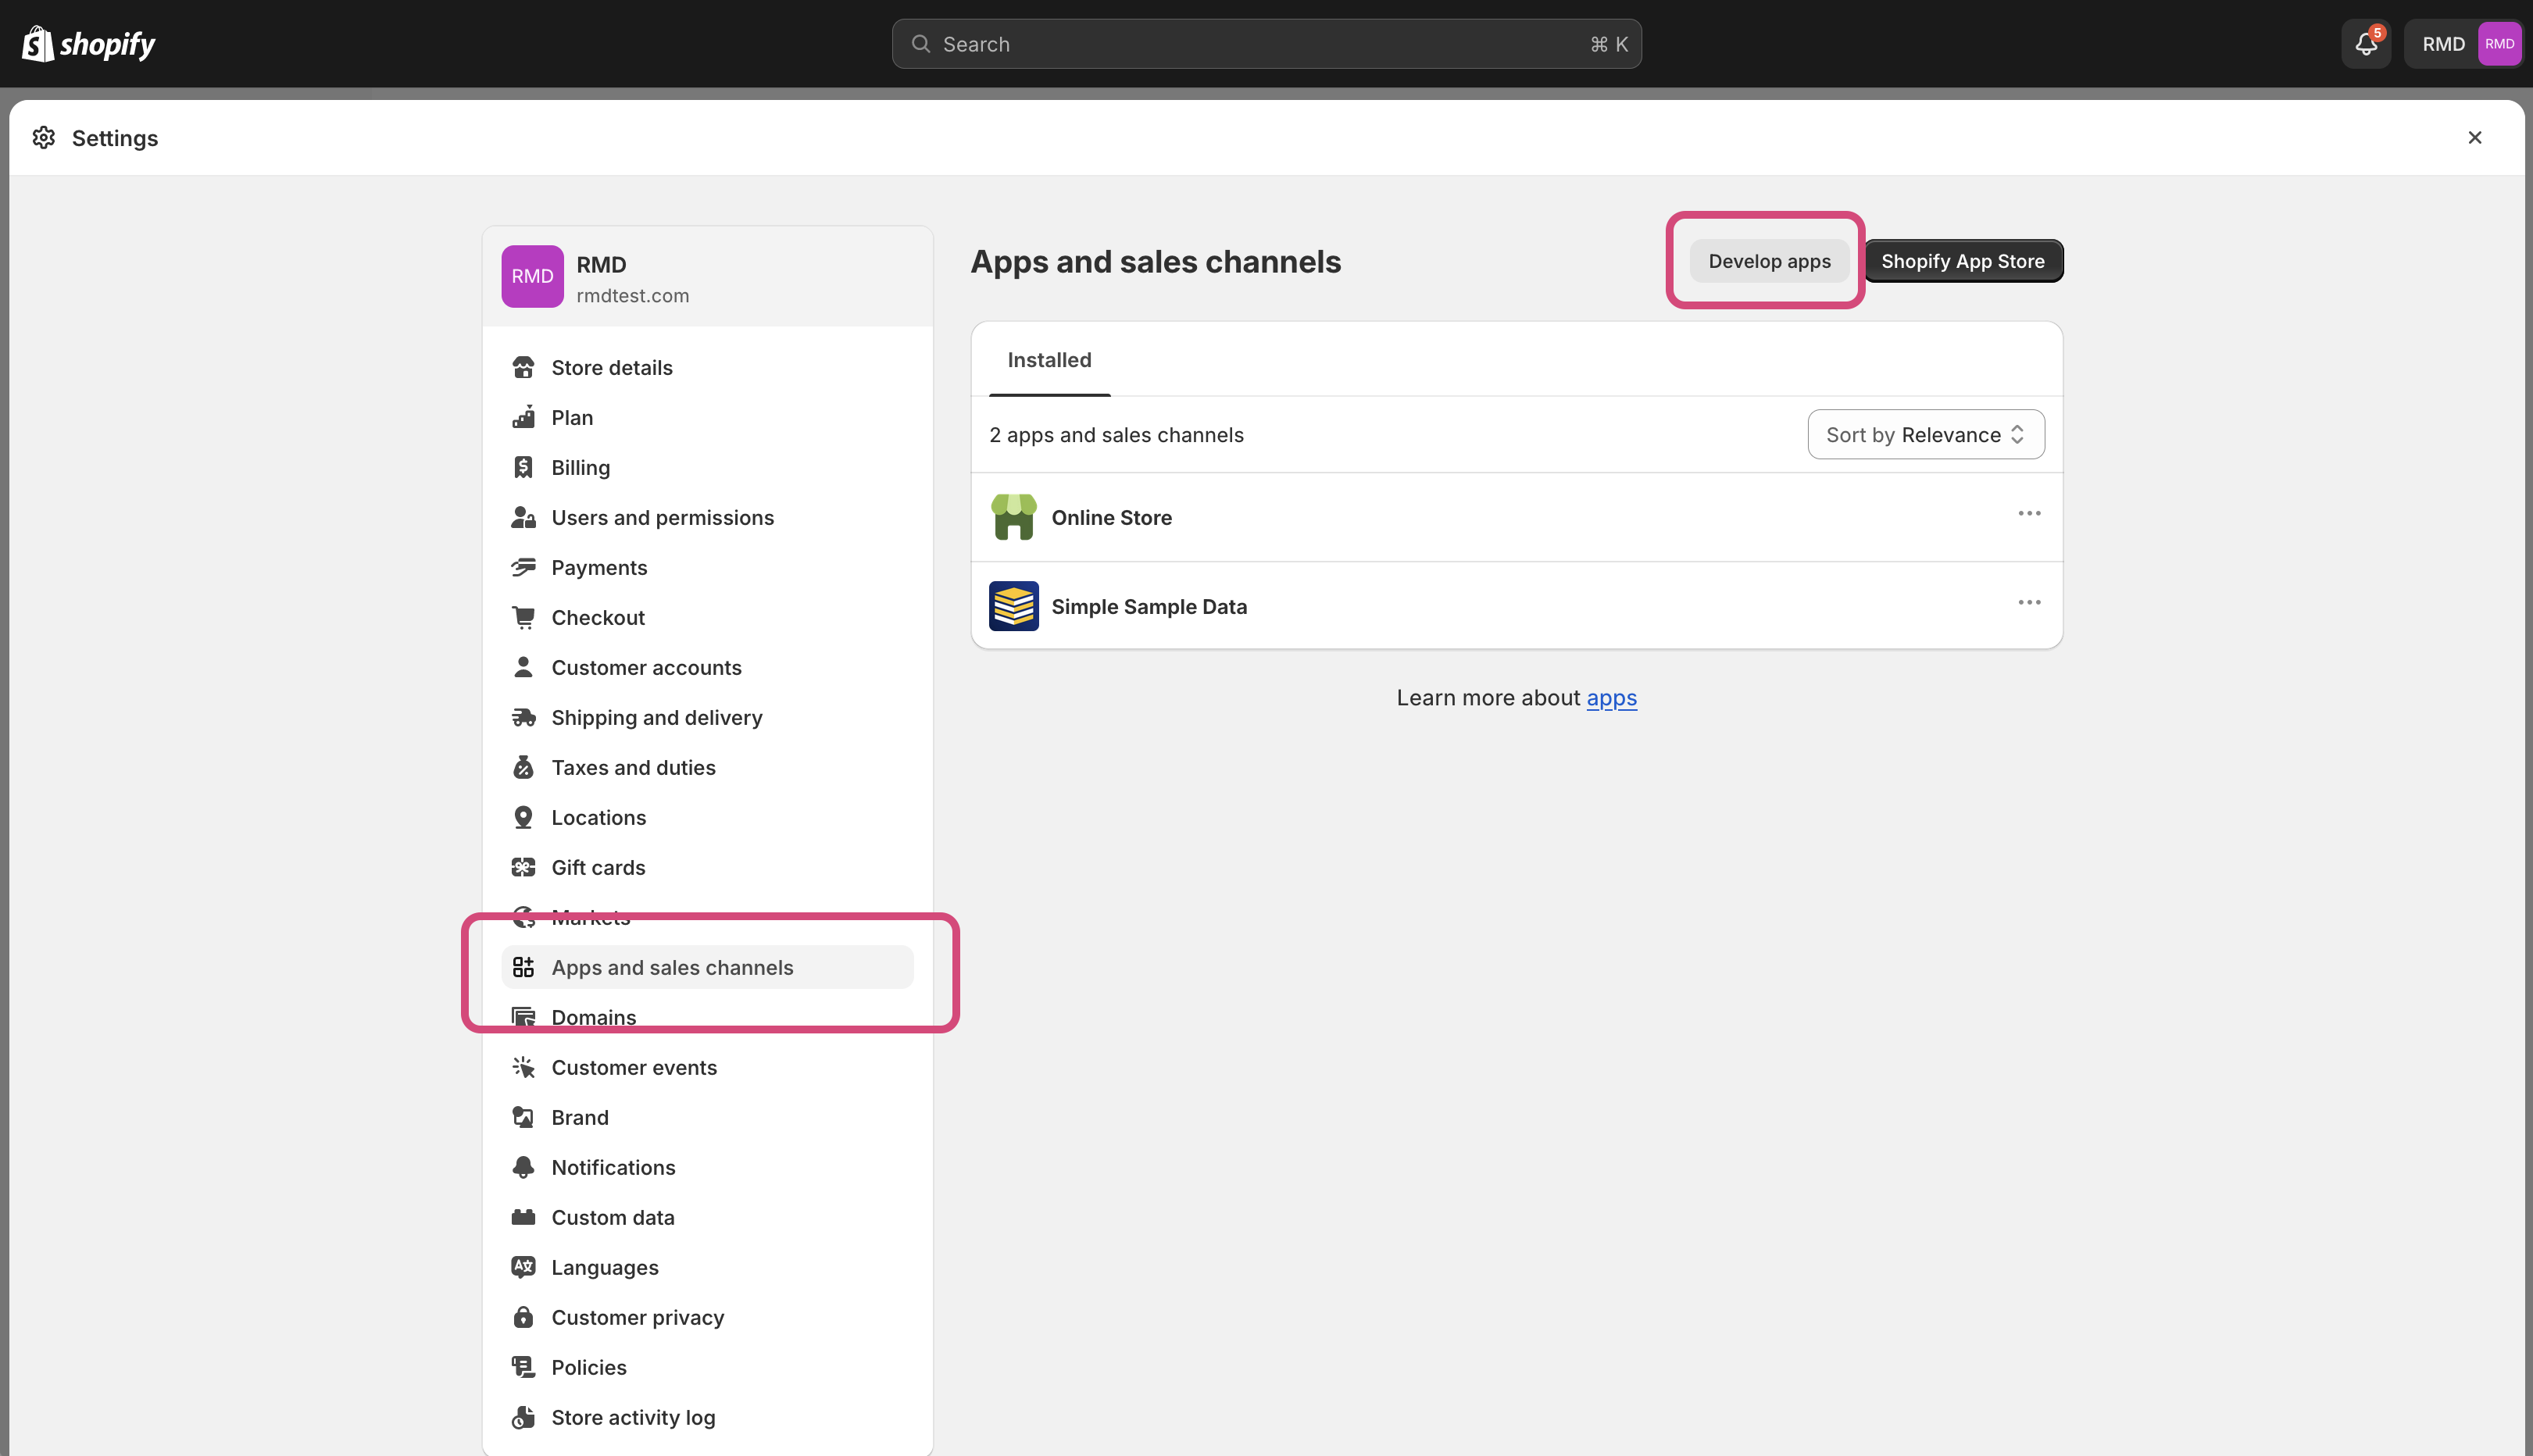 shopify
Search
⌘ K
5
RMD
RMD
Settings
RMD
RMD
rmdtest.com
Store details
Plan
Billing
Users and permissions
Payments
Checkout
Customer accounts
Shipping and delivery
Taxes and duties
Locations
Gift cards
Markets
Apps and sales channels
Domains
Customer events
Brand
Notifications
Custom data
Languages
Customer privacy
Policies
Store activity log
Apps and sales channels
Develop apps
Shopify App Store
Installed
2 apps and sales channels
Sort by Relevance
Online Store
Simple Sample Data
Learn more about apps